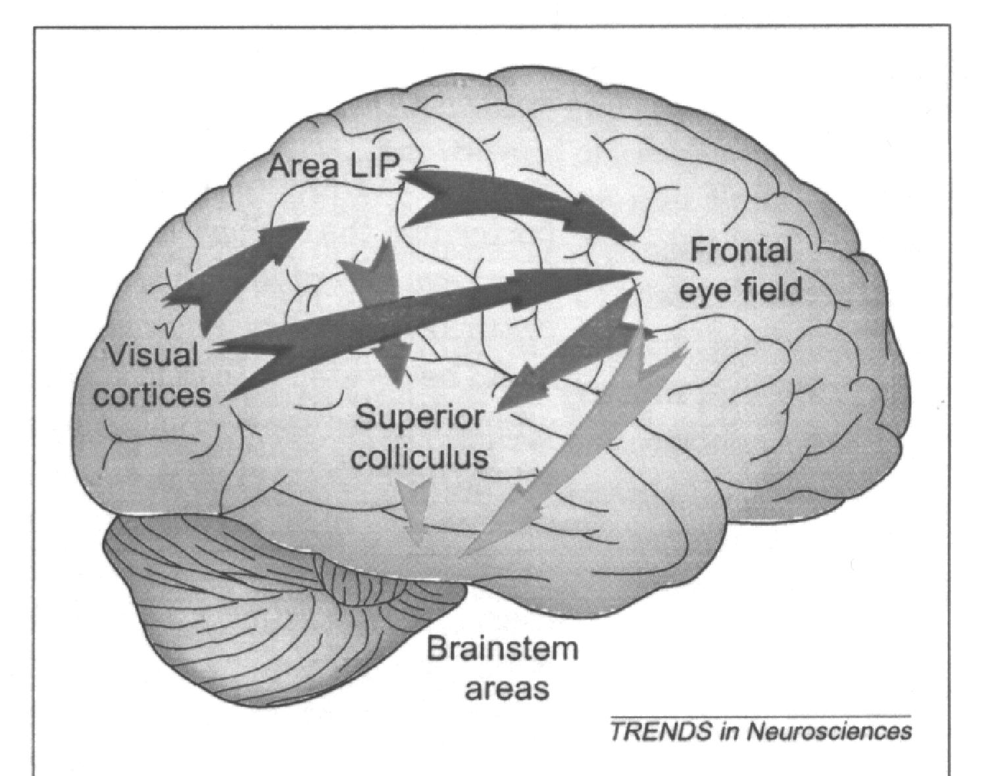 Area LIP
Frontal
eye field
Visual
cortices
Superior
colliculus
Brainstem
areas
TRENDS in Neurosciences